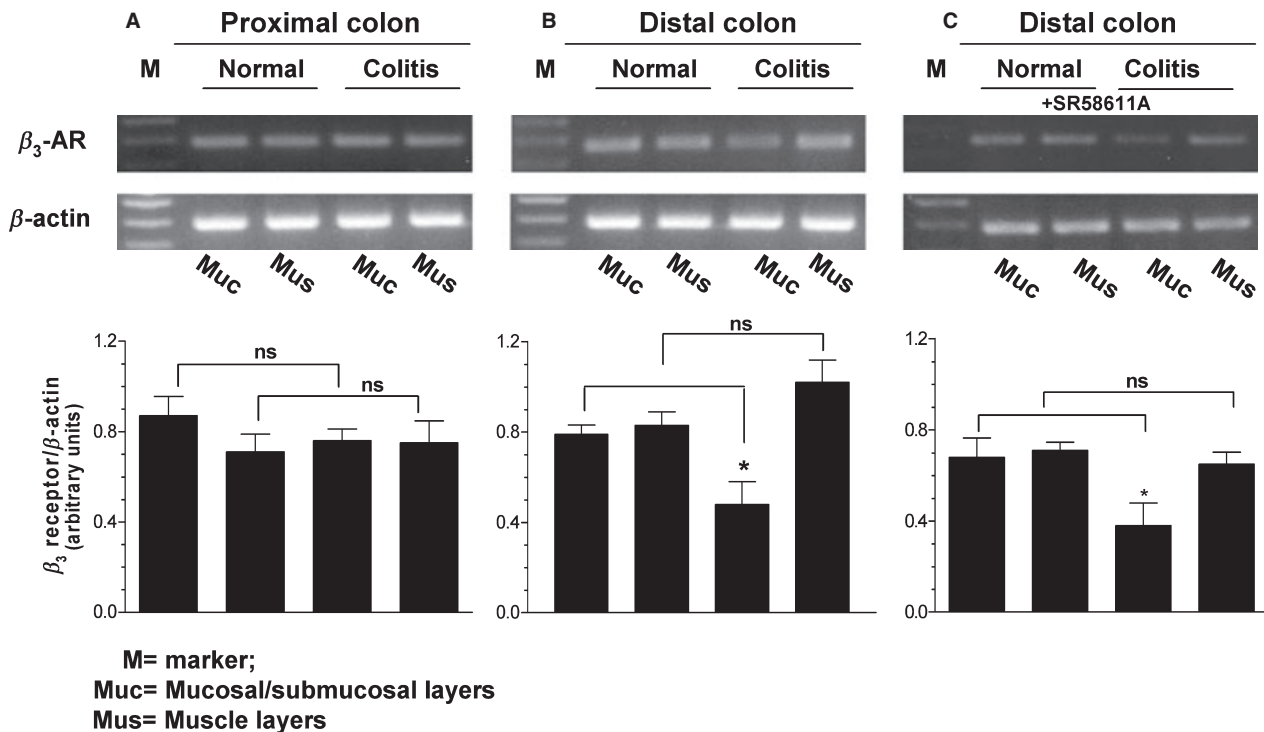 A Proximal colon
M Normal Colitis
B Distal colon
M Normal Colitis
C Distal colon
M Normal Colitis
+SR58611A
β3-AR
β-actin
Muc Mus Muc Mus
Muc Mus Muc Mus
Muc Mus Muc Mus
β3 receptor/β-actin
(arbitrary units)
1.2
0.8
0.4
0.0
ns
ns
1.2
0.8
0.4
0.0
ns
*
1.2
0.8
0.4
0.0
ns
*
M= marker;
Muc= Mucosal/submucosal layers
Mus= Muscle layers